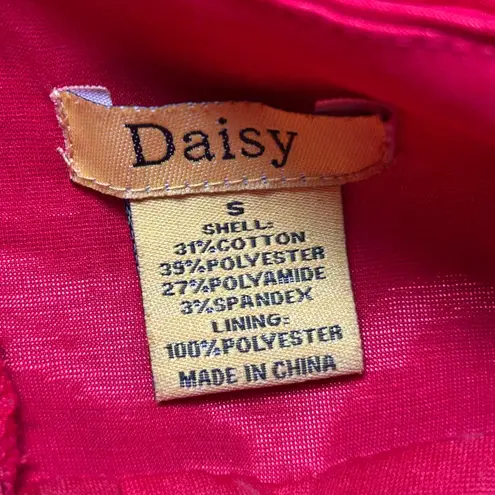 Daisy
S
SHELL:
31%COTTON
39%POLYESTER
27%POLYAMIDE
3%SPANDEX
LINING:
100%POLYESTER
MADE IN CHINA